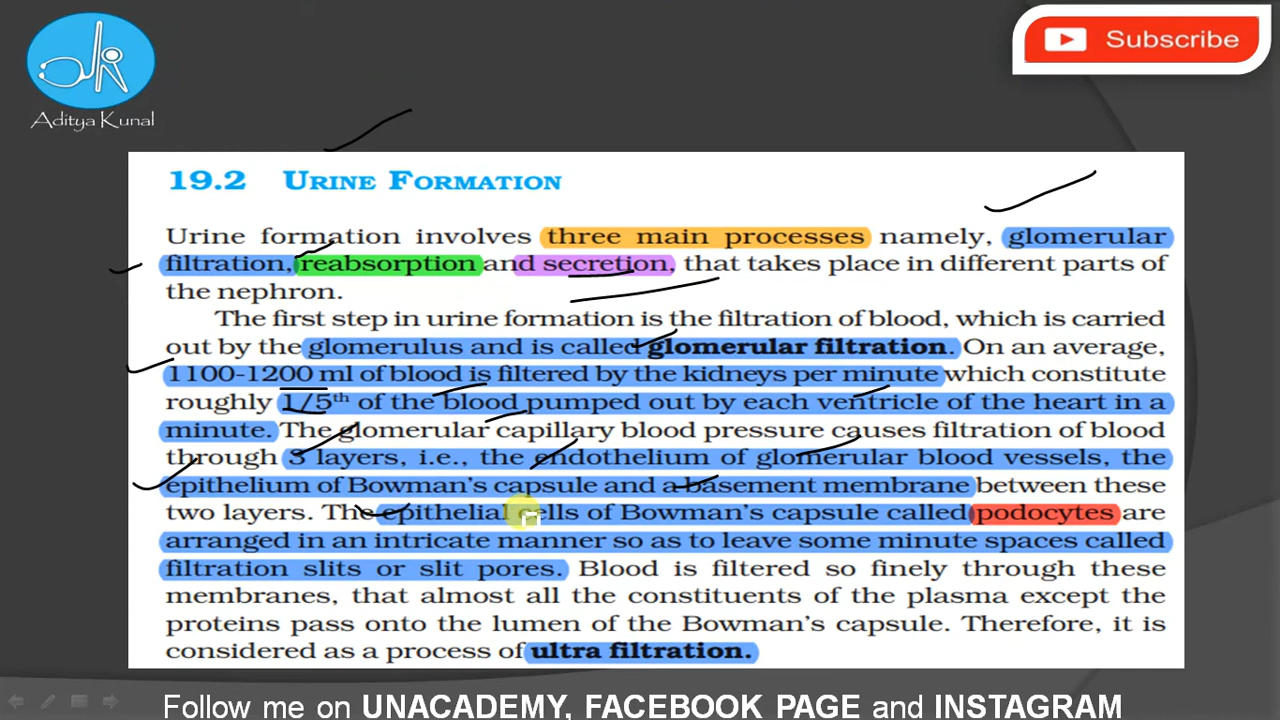 Subscribe
Aditya Kunal
19.2 URINE FORMATION
Urine formation involves three main processes namely, glomerular
filtration, reabsorption and secretion, that takes place in different parts of
the nephron.
The first step in urine formation is the filtration of blood, which is carried
out by the glomerulus and is called glomerular filtration. On an average,
1100-1200 ml of blood is filtered by the kidneys per minute which constitute
roughly 1/5th of the blood pumped out by each ventricle of the heart in a
minute. The glomerular capillary blood pressure causes filtration of blood
through 3 layers, i.e., the endothelium of glomerular blood vessels, the
epithelium of Bowman's capsule and a basement membrane between these
two layers. The epithelial cells of Bowman's capsule called podocytes are
arranged in an intricate manner so as to leave some minute spaces called
filtration slits or slit pores. Blood is filtered so finely through these
membranes, that almost all the constituents of the plasma except the
proteins pass onto the lumen of the Bowman's capsule. Therefore, it is
considered as a process of ultra filtration.
Follow me on UNACADEMY, FACEBOOK PAGE and INSTAGRAM